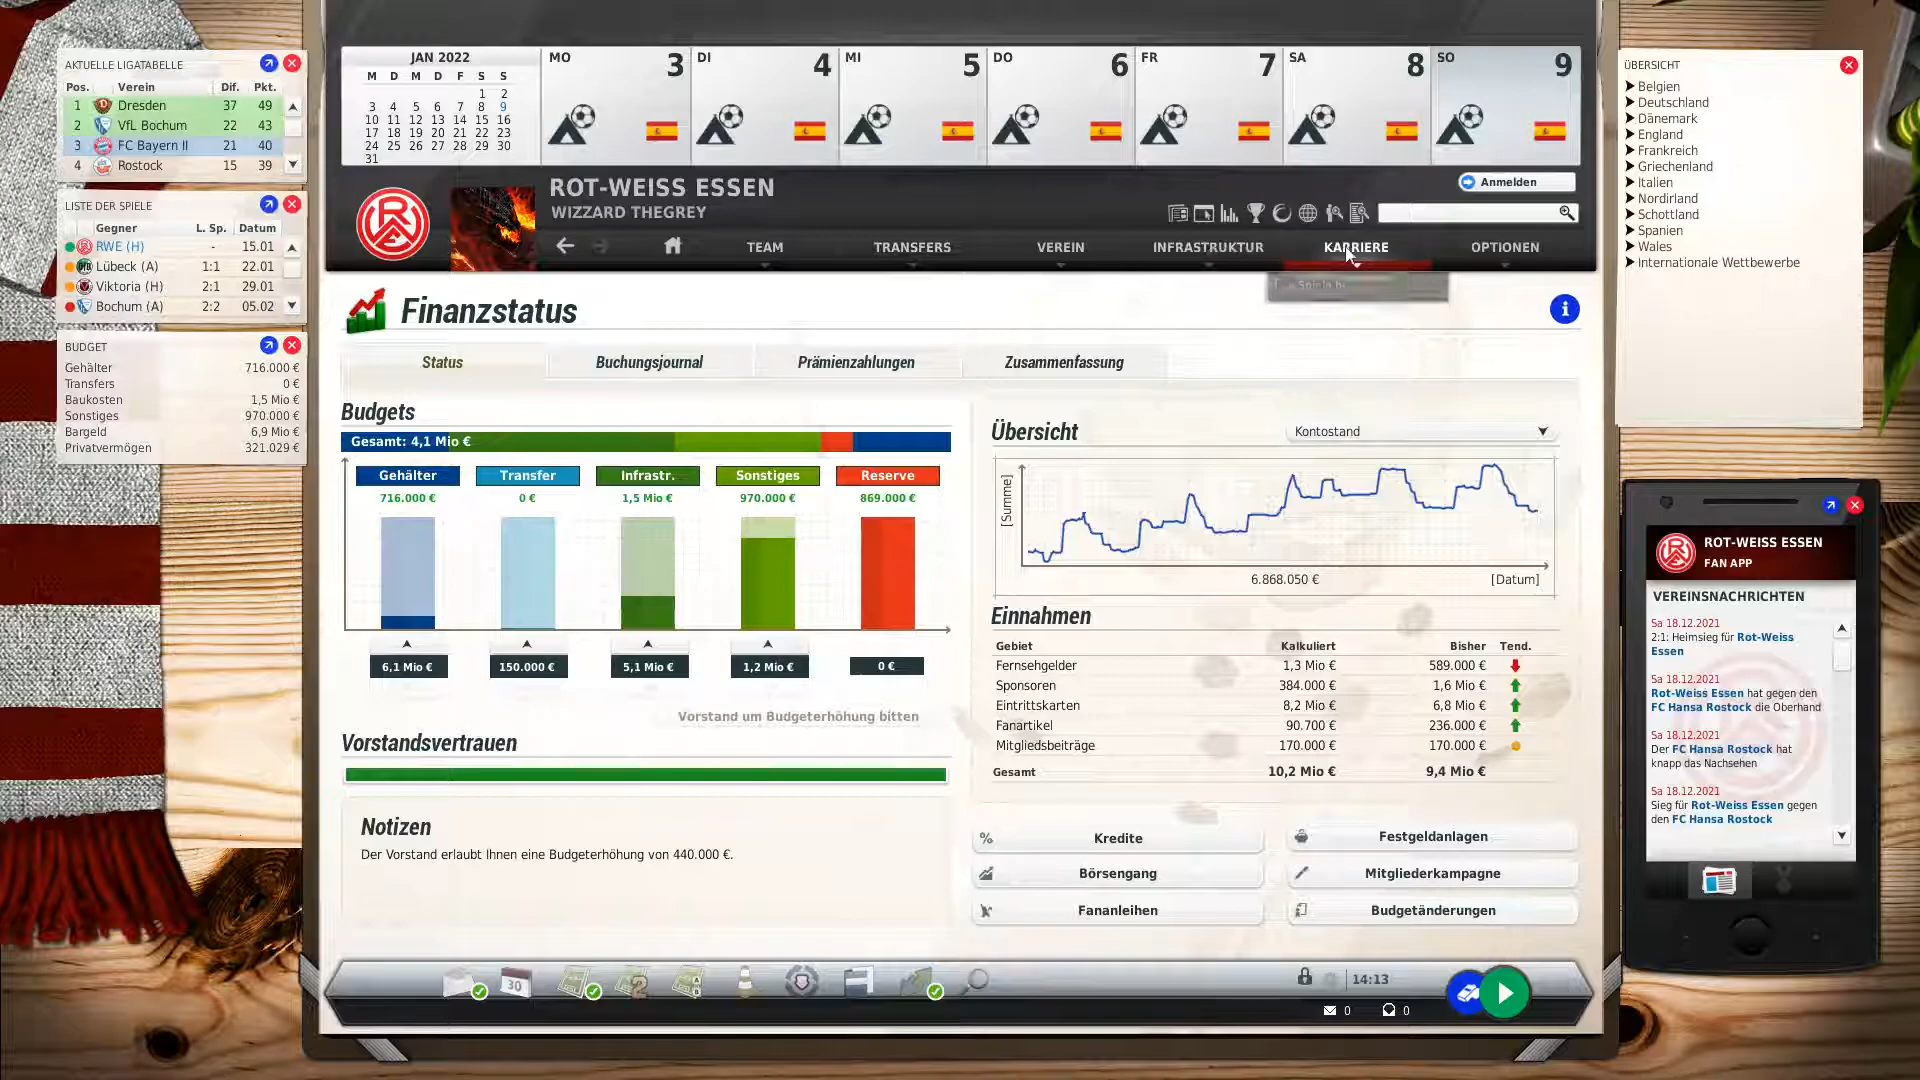 AKTUELLE LIGATABELLE
Pos. Verein Dif. Pkt.
1 Dresden 37 49
2 VfL Bochum 22 43
3 FC Bayern II 21 40
4 Rostock 15 39
LISTE DER SPIELE
Gegner L. Sp. Datum
RWE (H) - 15.01
Lübeck (A) 1:1 22.01
Viktoria (H) 2:1 29.01
Bochum (A) 2:2 05.02
BUDGET
Gehälter 716.000 €
Transfers 0 €
Baukosten 1,5 Mio €
Sonstiges 970.000 €
Bargeld 6,9 Mio €
Privatvermögen 321.029 €
JAN 2022
M D M D F S S
1 2
3 4 5 6 7 8 9
10 11 12 13 14 15 16
17 18 19 20 21 22 23
24 25 26 27 28 29 30
31
MO 3 DI 4 MI 5 DO 6 FR 7 SA 8 SO 9
ROT-WEISS ESSEN
WIZZARD THEGREY
Anmelden
TEAM TRANSFERS VEREIN INFRASTRUKTUR KARRIERE OPTIONEN
Finanzstatus
Status Buchungsjournal Prämienzahlungen Zusammenfassung
Budgets
Gesamt: 4,1 Mio €
Gehälter Transfer Infrastr. Sonstiges Reserve
716.000 € 0 € 1,5 Mio € 970.000 € 869.000 €
6,1 Mio € 150.000 € 5,1 Mio € 1,2 Mio € 0 €
Vorstand um Budgeterhöhung bitten
Vorstandsvertrauen
Notizen
Der Vorstand erlaubt Ihnen eine Budgeterhöhung von 440.000 €.
Übersicht Kontostand
[Summe]
6.868.050 € [Datum]
Einnahmen
Gebiet Kalkuliert Bisher Tend.
Fernsehgelder 1,3 Mio € 589.000 €
Sponsoren 384.000 € 1,6 Mio €
Eintrittskarten 8,2 Mio € 6,8 Mio €
Fanartikel 90.700 € 236.000 €
Mitgliedsbeiträge 170.000 € 170.000 €
Gesamt 10,2 Mio € 9,4 Mio €
% Kredite Festgeldanlagen
Börsengang Mitgliederkampagne
Fananleihen Budgetänderungen
30
14:13
0 0
ÜBERSICHT
Belgien
Deutschland
Dänemark
England
Frankreich
Griechenland
Italien
Nordirland
Schottland
Spanien
Wales
Internationale Wettbewerbe
ROT-WEISS ESSEN
FAN APP
VEREINSNACHRICHTEN
Sa 18.12.2021
2:1: Heimsieg für Rot-Weiss
Essen
Sa 18.12.2021
Rot-Weiss Essen hat gegen den
FC Hansa Rostock die Oberhand
Sa 18.12.2021
Der FC Hansa Rostock hat
knapp das Nachsehen
Sa 18.12.2021
Sieg für Rot-Weiss Essen gegen
den FC Hansa Rostock